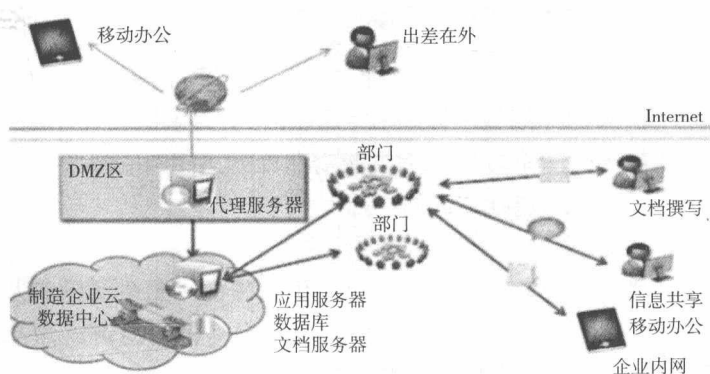 移动办公
出差在外
Internet
DMZ区
代理服务器
部门
文档撰写
部门
制造企业云
数据中心
应用服务器
数据库
文档服务器
信息共享
移动办公
企业内网